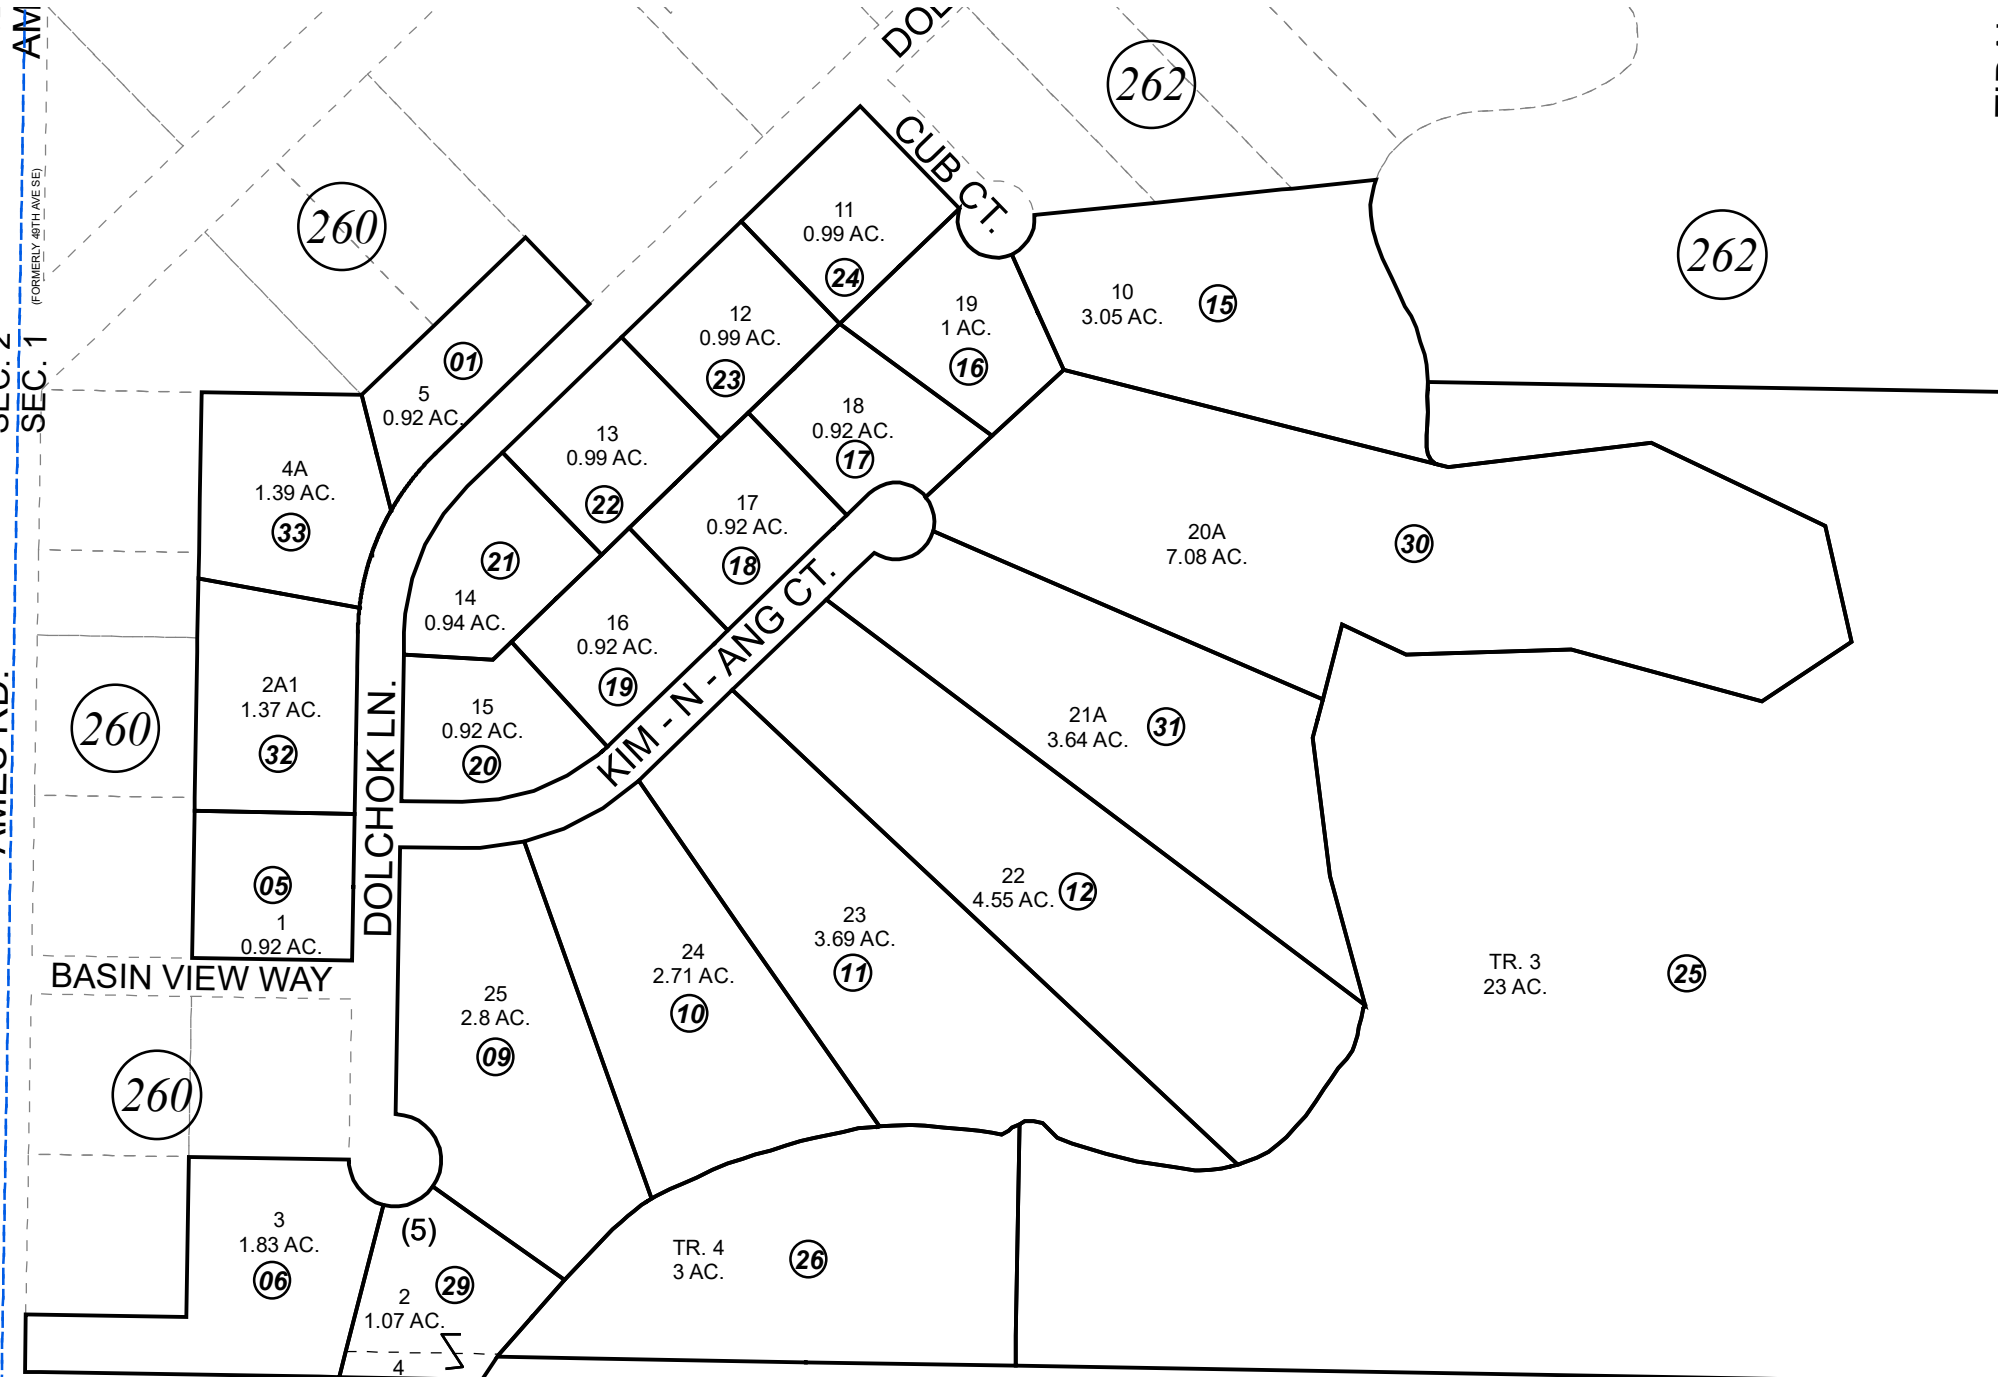 AM
DOL
262
CUB CT.
(FORMERLY 49TH AVE SE)
260
11
0.99 AC.
24
262
10
3.05 AC.
15
19
1 AC.
16
12
0.99 AC.
23
01
5
0.92 AC.
SEC. 2
SEC. 1
18
0.92 AC.
17
13
0.99 AC.
22
4A
1.39 AC.
33
17
0.92 AC.
18
20A
7.08 AC.
30
21
14
0.94 AC.
16
0.92 AC.
19
KIM - N - ANG CT.
2A1
1.37 AC.
32
260
DOLCHOK LN.
15
0.92 AC.
20
21A
3.64 AC.
31
05
1
0.92 AC.
22
4.55 AC.
12
23
3.69 AC.
11
24
2.71 AC.
10
BASIN VIEW WAY
25
2.8 AC.
09
TR. 3
23 AC.
25
260
3
1.83 AC.
06
(5)
29
2
1.07 AC.
4
TR. 4
3 AC.
26